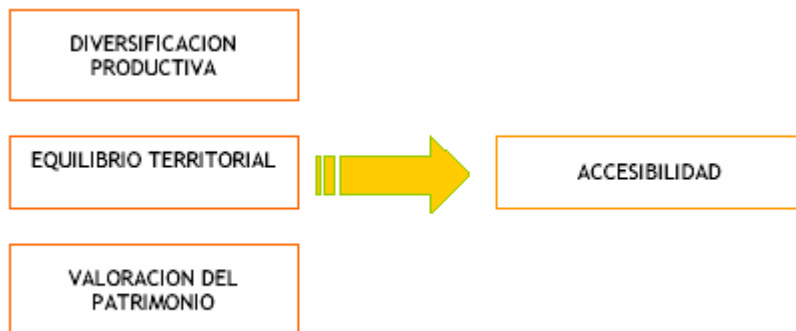 DIVERSIFICACION
PRODUCTIVA
EQUILIBRIO TERRITORIAL
ACCESIBILIDAD
VALORACION DEL
PATRIMONIO